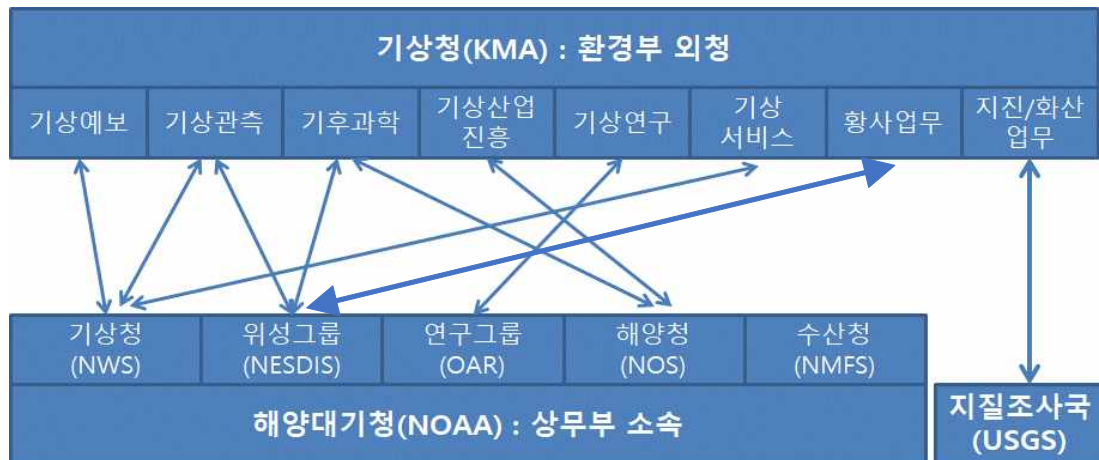 기상청(KMA) : 환경부 외청
기상예보
기상관측
기후과학
기상산업
진흥
기상연구
기상
서비스
황사업무
지진/화산
업무
기상청
(NWS)
위성그룹
(NESDIS)
연구그룹
(OAR)
해양청
(NOS)
수산청
(NMFS)
해양대기청(NOAA) : 상무부 소속
지질조사국
(USGS)